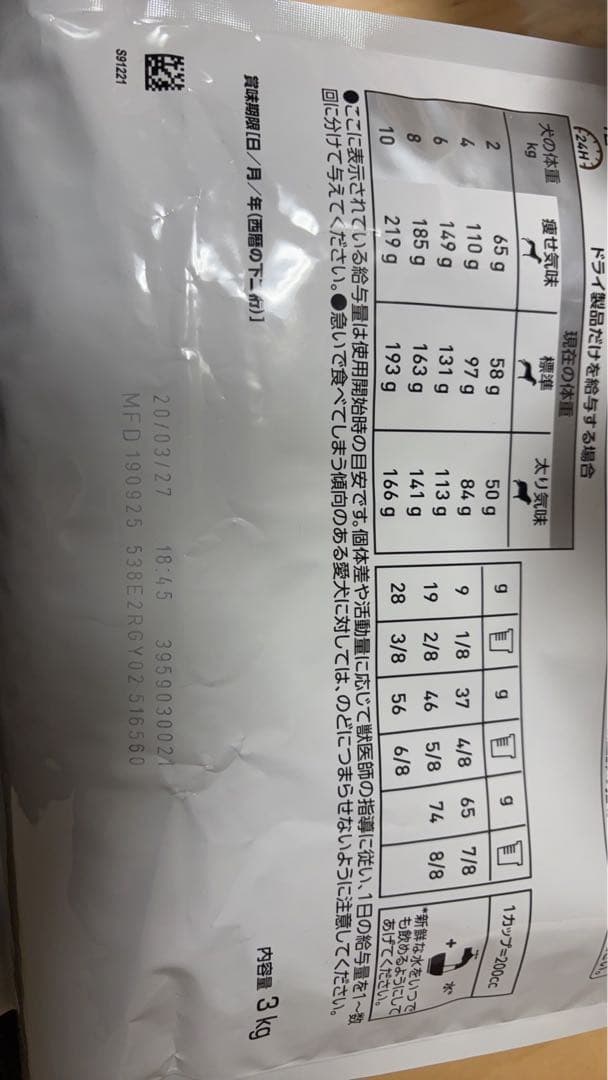 ドライ製品だけを給与する場合
24H
現在の体重
犬の体重 kg 痩せ気味 標準 太り気味
2 65 g 58 g 50 g
4 110 g 97 g 84 g
6 149 g 131 g 113 g
8 185 g 163 g 141 g
10 219 g 193 g 166 g
g g g
9 1/8 37 4/8 65 7/8
19 2/8 46 5/8 74 8/8
28 3/8 56 6/8
1カップ=200cc
+ 水*
*新鮮な水をいつで
も飲めるようにして
あげてください。
●ここに表示されている給与量は使用開始時の目安です。個体差や活動量に応じて獣医師の指導に従い、1日の給与量を1～数
回に分けて与えてください。●急いで食べてしまう傾向のある愛犬に対しては、のどにつまらせないように注意してください。
賞味期限[日/月/年(西暦の下二桁)]
内容量 3 kg
20/03/27 18:45 3959030021
MFD 190925 538E2RGY02 516560
S91221